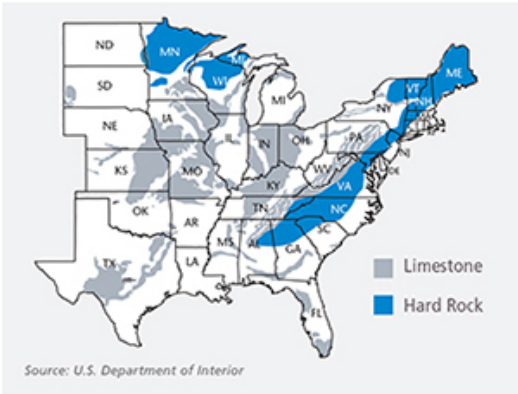 ND
MN
MI
ME
SD
WI
VT
NH
MI
NY
NE
IA
PA
IL
IN
OH
NJ
DE
KS
MO
WV
VA
KY
OK
AR
TN
NC
MS
AL
GA
SC
TX
LA
FL
Limestone
Hard Rock
Source: U.S. Department of Interior